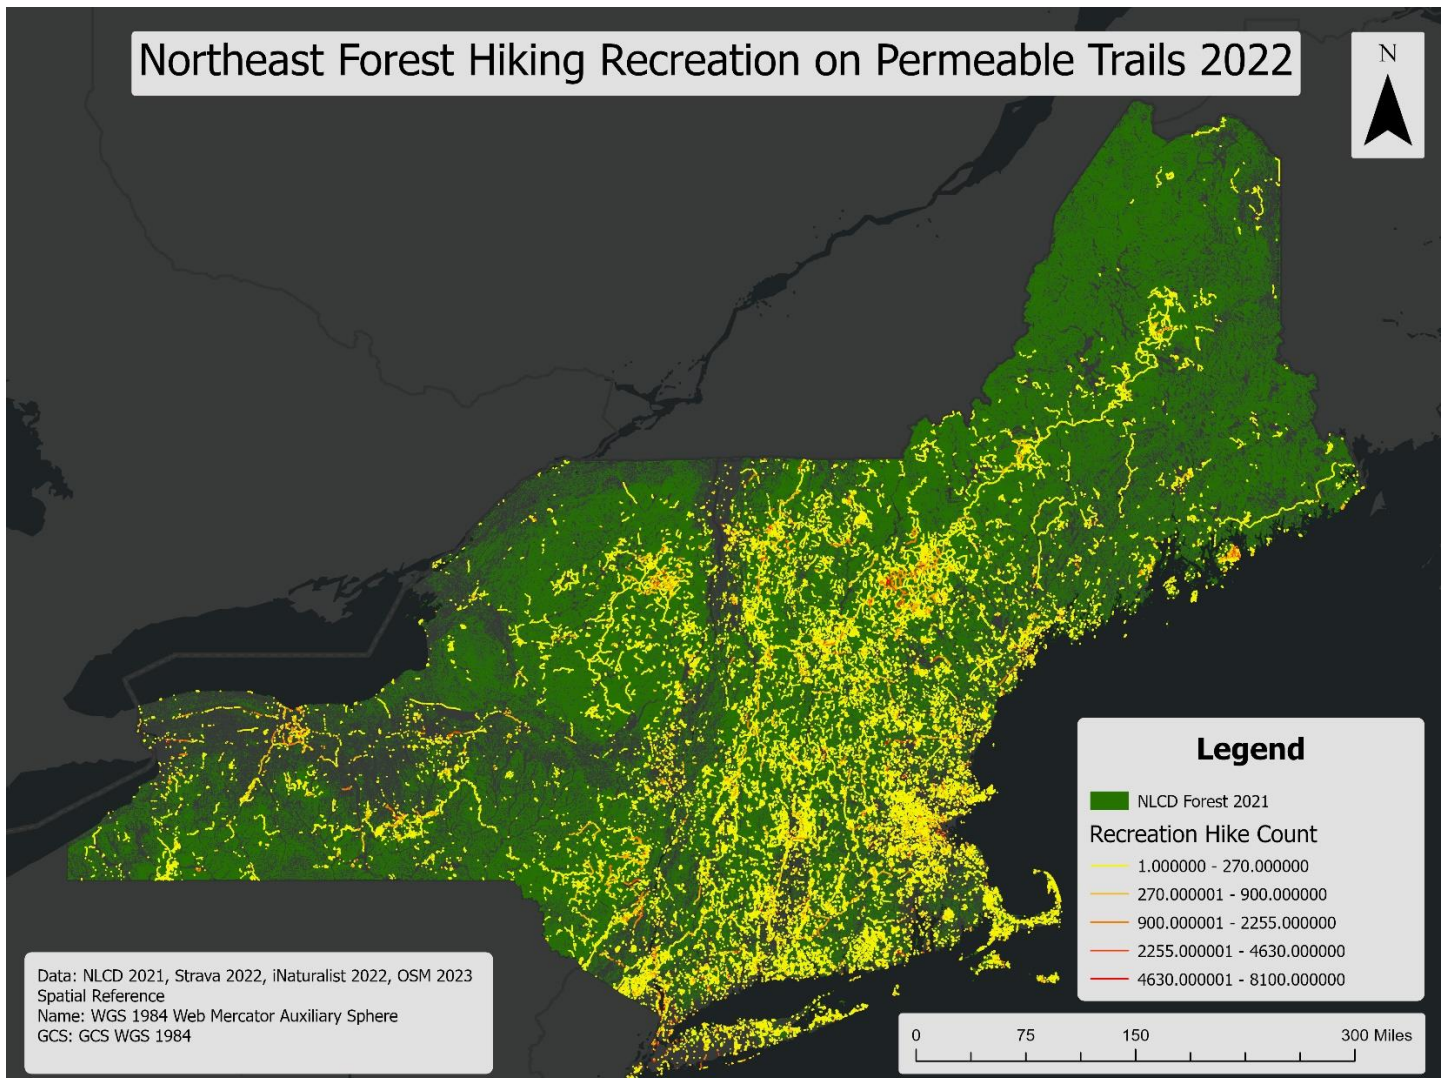 Northeast Forest Hiking Recreation on Permeable Trails 2022
N
Legend
NLCD Forest 2021
Recreation Hike Count
1.000000 - 270.000000
270.000001 - 900.000000
900.000001 - 2255.000000
2255.000001 - 4630.000000
4630.000001 - 8100.000000
Data: NLCD 2021, Strava 2022, iNaturalist 2022, OSM 2023
Spatial Reference
Name: WGS 1984 Web Mercator Auxiliary Sphere
GCS: GCS WGS 1984
0 75 150 300 Miles